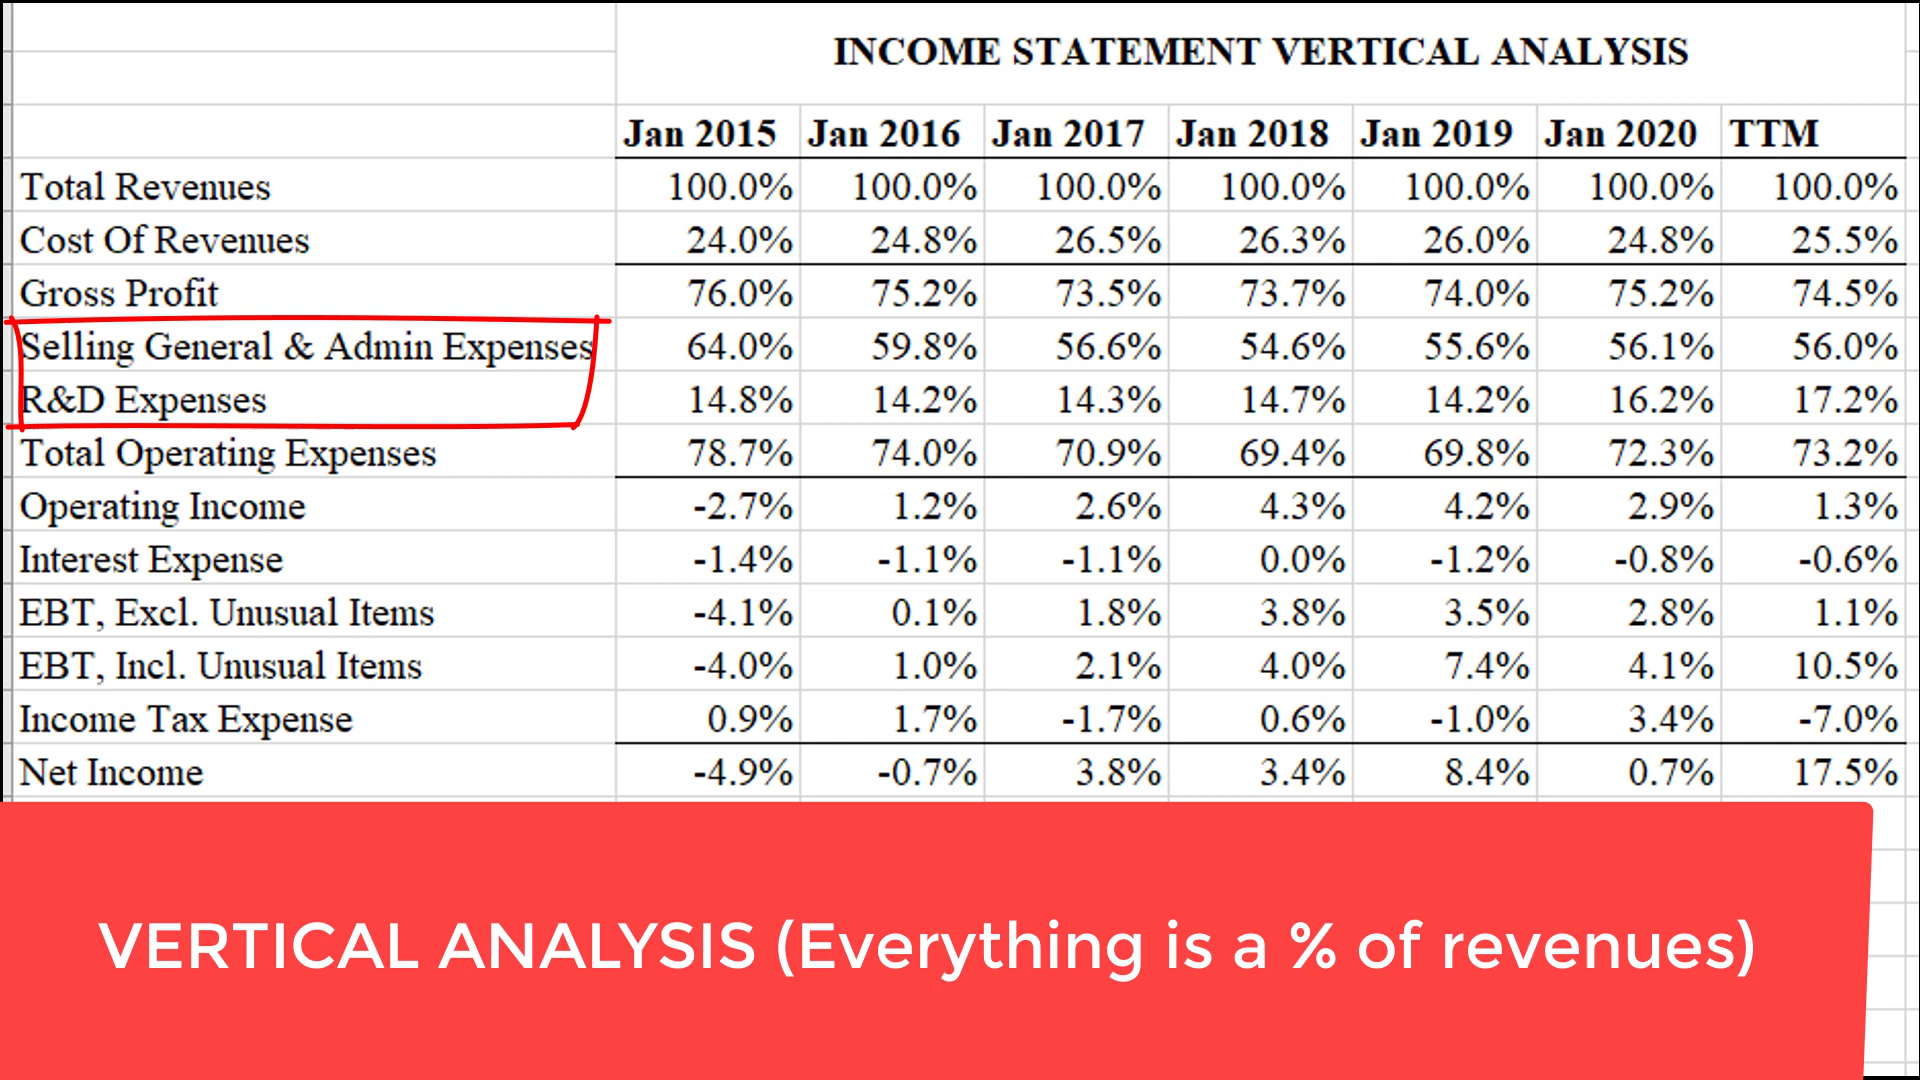 INCOME STATEMENT VERTICAL ANALYSIS
Jan 2015 Jan 2016 Jan 2017 Jan 2018 Jan 2019 Jan 2020 TTM
Total Revenues 100.0% 100.0% 100.0% 100.0% 100.0% 100.0% 100.0%
Cost Of Revenues 24.0% 24.8% 26.5% 26.3% 26.0% 24.8% 25.5%
Gross Profit 76.0% 75.2% 73.5% 73.7% 74.0% 75.2% 74.5%
Selling General & Admin Expenses 64.0% 59.8% 56.6% 54.6% 55.6% 56.1% 56.0%
R&D Expenses 14.8% 14.2% 14.3% 14.7% 14.2% 16.2% 17.2%
Total Operating Expenses 78.7% 74.0% 70.9% 69.4% 69.8% 72.3% 73.2%
Operating Income -2.7% 1.2% 2.6% 4.3% 4.2% 2.9% 1.3%
Interest Expense -1.4% -1.1% -1.1% 0.0% -1.2% -0.8% -0.6%
EBT, Excl. Unusual Items -4.1% 0.1% 1.8% 3.8% 3.5% 2.8% 1.1%
EBT, Incl. Unusual Items -4.0% 1.0% 2.1% 4.0% 7.4% 4.1% 10.5%
Income Tax Expense 0.9% 1.7% -1.7% 0.6% -1.0% 3.4% -7.0%
Net Income -4.9% -0.7% 3.8% 3.4% 8.4% 0.7% 17.5%
VERTICAL ANALYSIS (Everything is a % of revenues)